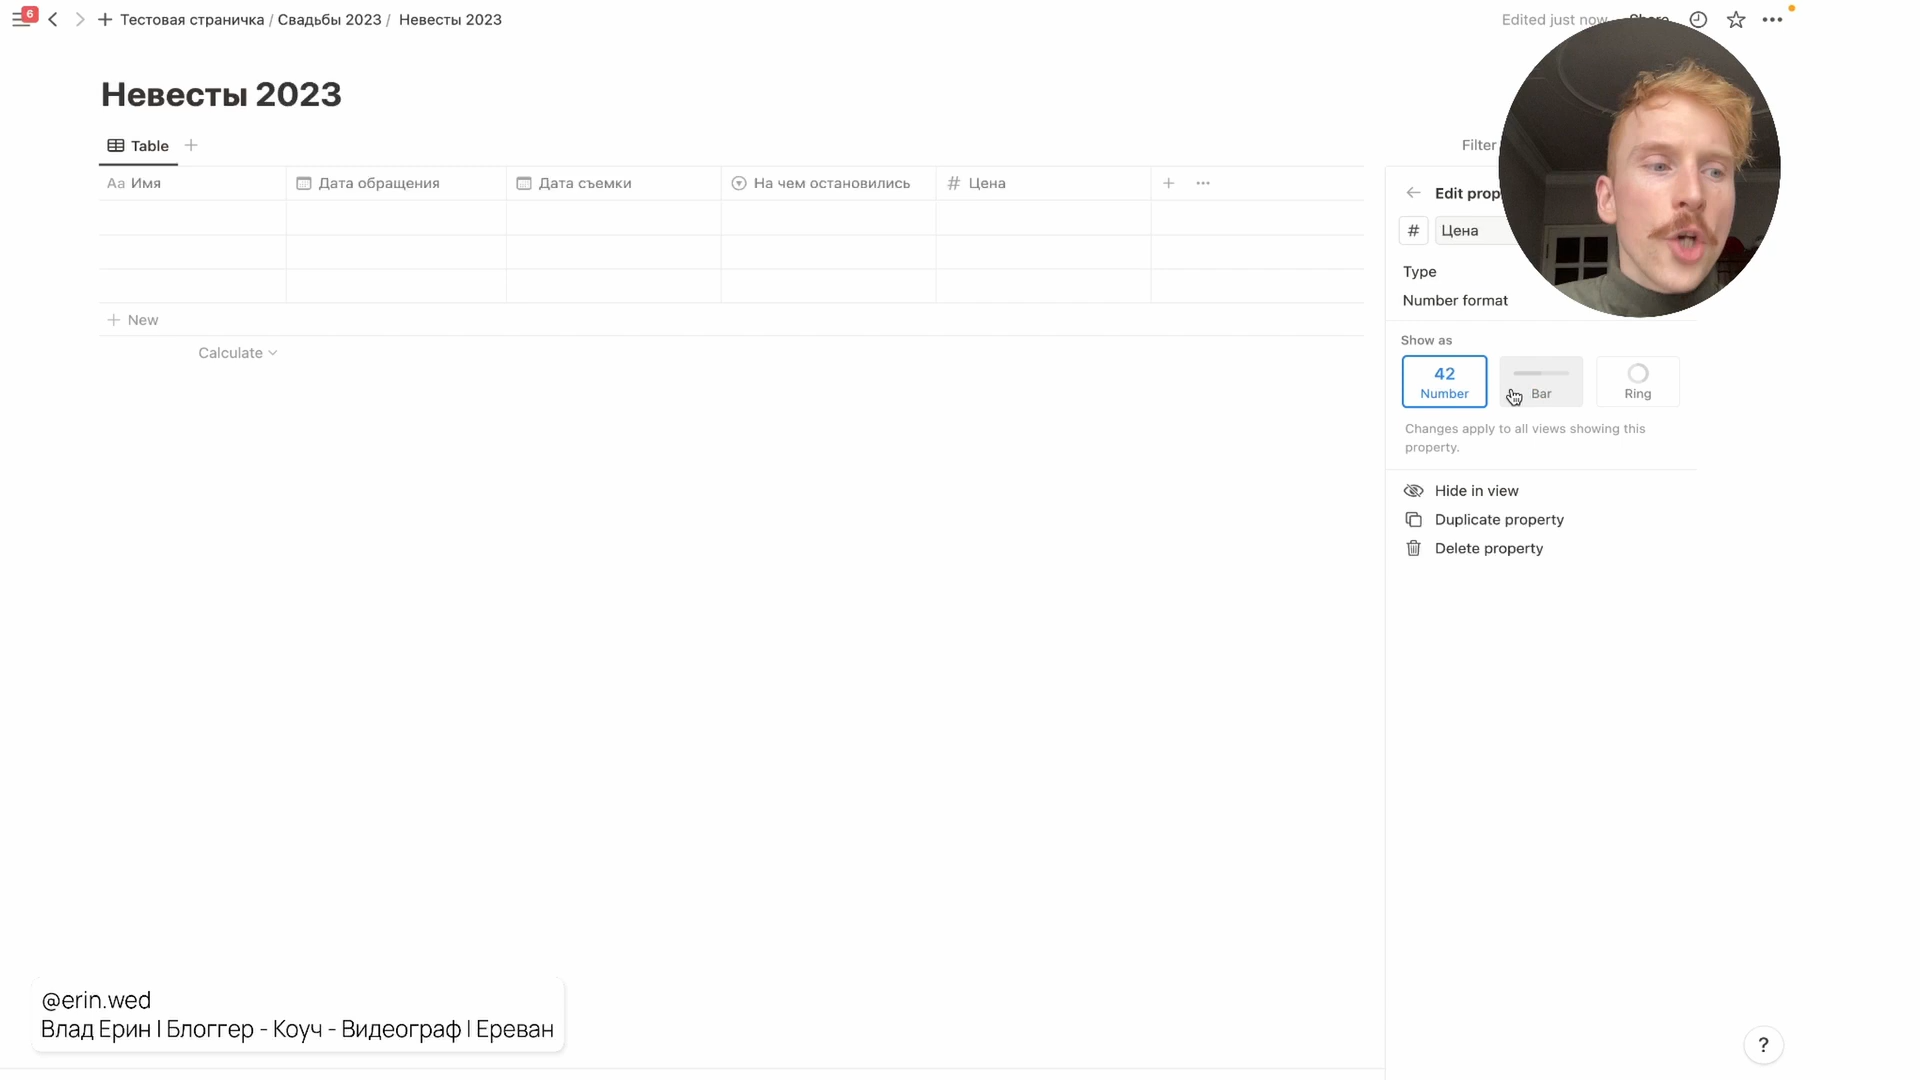 6
Тестовая страничка / Свадьбы 2023 / Невесты 2023
Edited just now
Невесты 2023
Table
Filter
Aa Имя
Дата обращения
Дата съемки
На чем остановились
# Цена
New
Calculate
Edit prop
# Цена
Type
Number format
Show as
42
Number
Bar
Ring
Changes apply to all views showing this
property.
Hide in view
Duplicate property
Delete property
@erin.wed
Влад Ерин | Блоггер - Коуч - Видеограф | Ереван
?